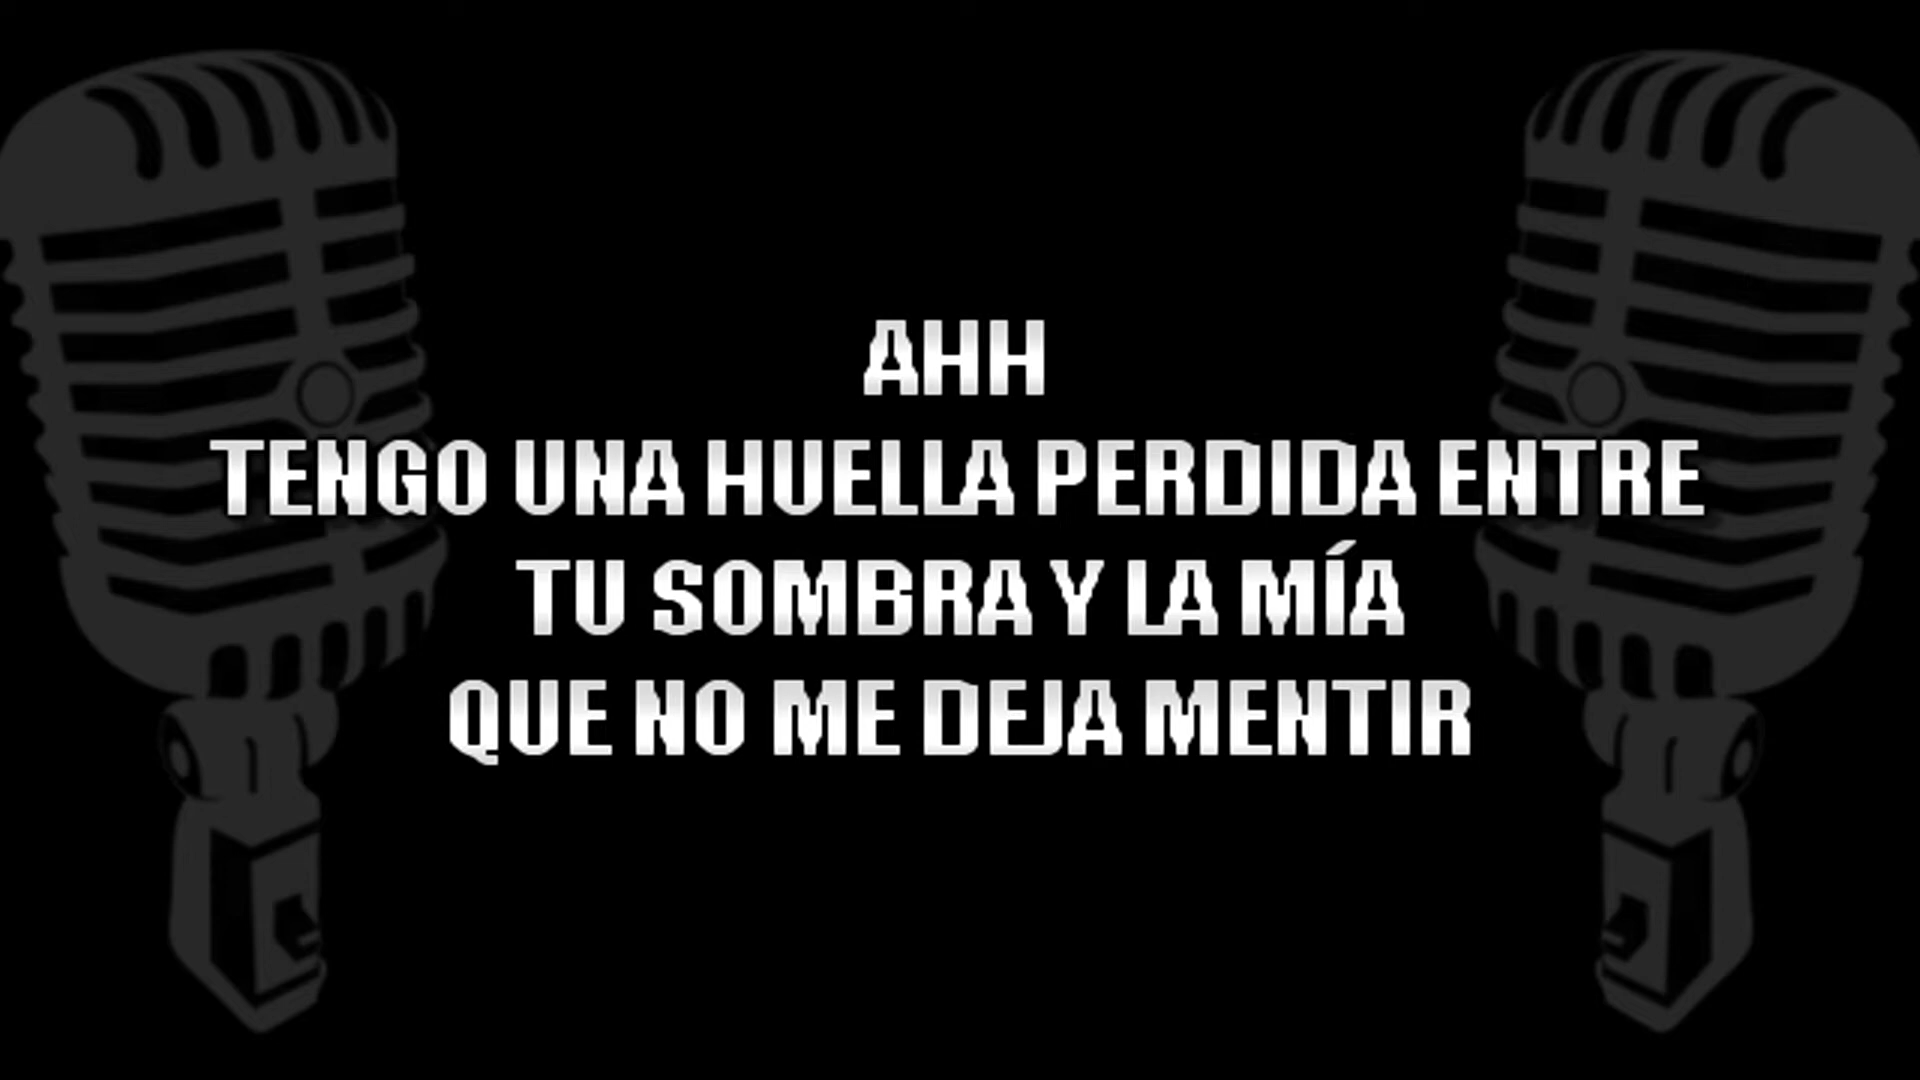 AHH
TENGO UNA HUELLA PERDIDA ENTRE
TU SOMBRA Y LA MÍA
QUE NO ME DEJA MENTIR